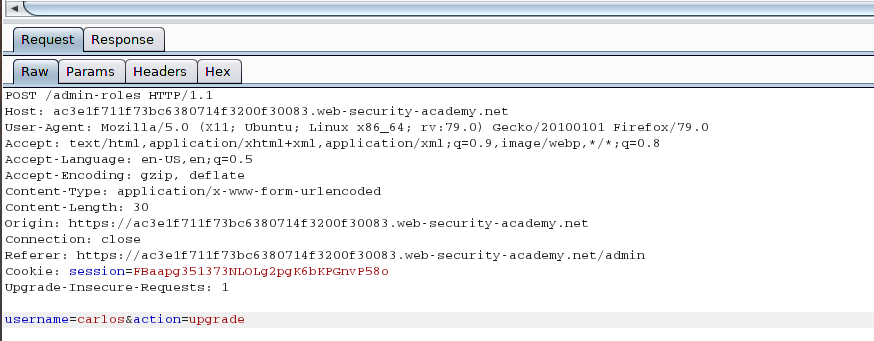 Request Response
Raw Params Headers Hex
POST /admin-roles HTTP/1.1
Host: ac3e1f711f73bc6380714f3200f30083.web-security-academy.net
User-Agent: Mozilla/5.0 (X11; Ubuntu; Linux x86_64; rv:79.0) Gecko/20100101 Firefox/79.0
Accept: text/html,application/xhtml+xml,application/xml;q=0.9,image/webp,*/*;q=0.8
Accept-Language: en-US,en;q=0.5
Accept-Encoding: gzip, deflate
Content-Type: application/x-www-form-urlencoded
Content-Length: 30
Origin: https://ac3e1f711f73bc6380714f3200f30083.web-security-academy.net
Connection: close
Referer: https://ac3e1f711f73bc6380714f3200f30083.web-security-academy.net/admin
Cookie: session=FBaapg351373NLOLg2pgK6bKPGnvP58o
Upgrade-Insecure-Requests: 1
username=carlos&action=upgrade